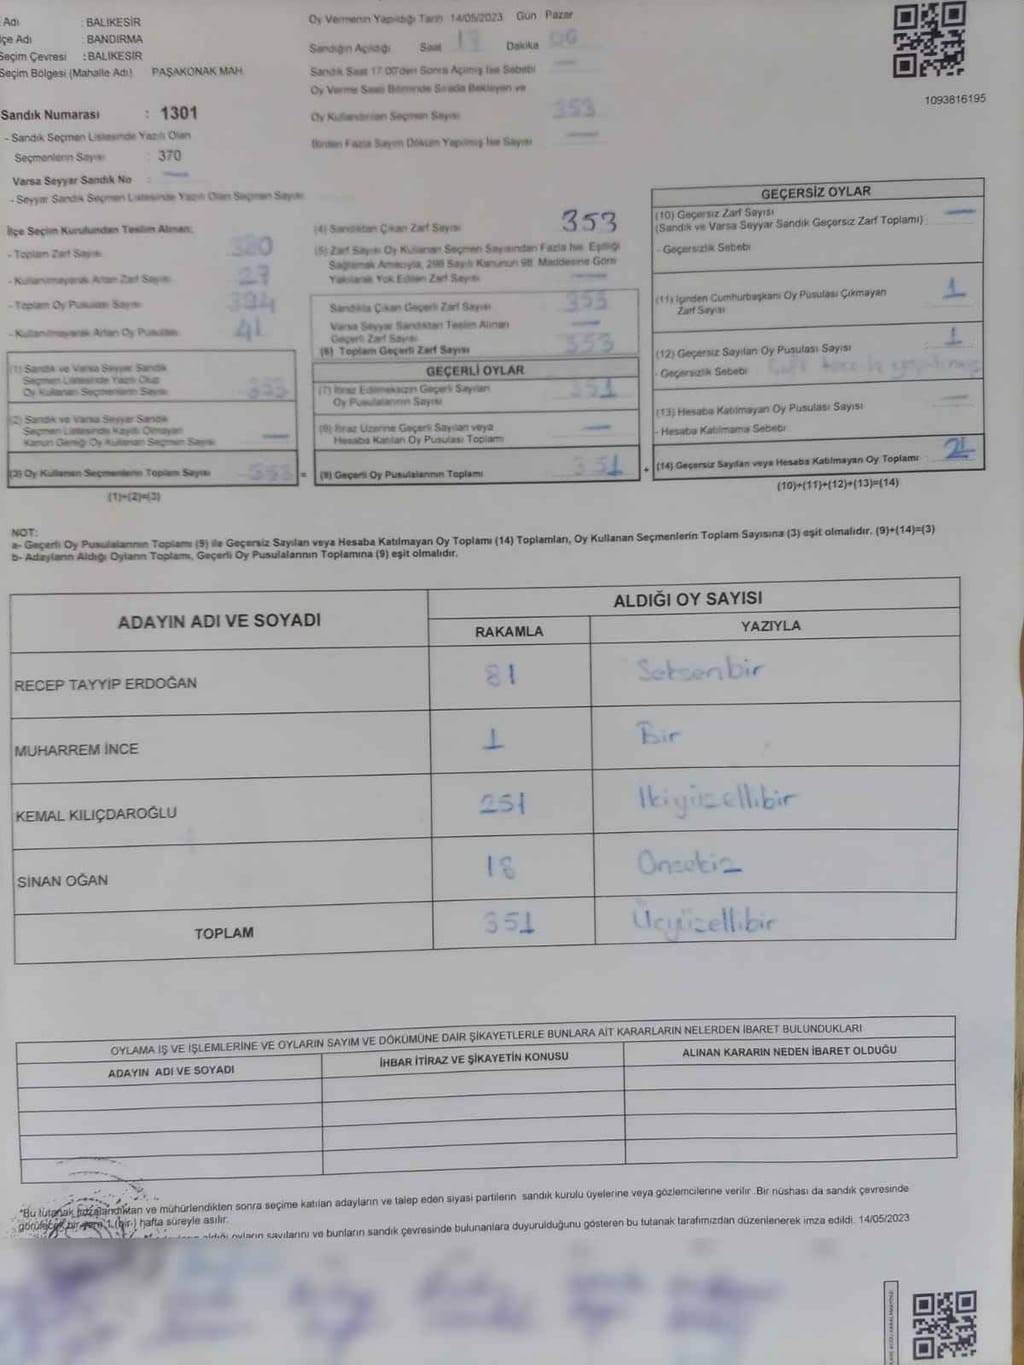 Adı : BALIKESİR
İlçe Adı : BANDIRMA
Seçim Çevresi : BALIKESİR
Seçim Bölgesi (Mahalle Adı) PAŞAKONAK MAH.
Sandık Numarası : 1301
- Sandık Seçmen Listesinde Yazılı Olan
Seçmenlerin Sayısı : 370
Varsa Seyyar Sandık No : —
- Seyyar Sandık Seçmen Listesinde Yazılı Olan Seçmen Sayısı
Oy Vermenin Yapıldığı Tarih 14/05/2023 Gün Pazar
Sandığın Açıldığı Saat 17 Dakika 06
Sandık Saat 17.00'den Sonra Açılmış İse Sebebi —
Oy Verme Saati Bitiminde Sırada Bekleyen ve
Oy Kullandırılan Seçmen Sayısı 353
Birden Fazla Sayım Döküm Yapılmış İse Sayısı —
1093816195
İlçe Seçim Kurulundan Teslim Alınan;
- Toplam Zarf Sayısı 380
- Kullanılmayarak Artan Zarf Sayısı 27
- Toplam Oy Pusulası Sayısı 394
- Kullanılmayarak Artan Oy Pusulası 41
(1) Sandık ve Varsa Seyyar Sandık
Seçmen Listesinde Yazılı Olup
Oy Kullanan Seçmenlerin Sayısı 353
(2) Sandık ve Varsa Seyyar Sandık
Seçmen Listesinde Kayıtlı Olmayan
Kanun Gereği Oy Kullanan Seçmen Sayısı —
(3) Oy Kullanan Seçmenlerin Toplam Sayısı 353 =
(1)+(2)=(3)
(4) Sandıktan Çıkan Zarf Sayısı 353
(5) Zarf Sayısı Oy Kullanan Seçmen Sayısından Fazla İse, Eşitliği
Sağlamak Amacıyla, 298 Sayılı Kanunun 98. Maddesine Göre
Yakılarak Yok Edilen Zarf Sayısı —
Sandıkta Çıkan Geçerli Zarf Sayısı 353
Varsa Seyyar Sandıktan Teslim Alınan
Geçerli Zarf Sayısı —
(6) Toplam Geçerli Zarf Sayısı 353
GEÇERLİ OYLAR
(7) İtiraz Edilmeksizin Geçerli Sayılan
Oy Pusulalarının Sayısı 351
(8) İtiraz Üzerine Geçerli Sayılan veya
Hesaba Katılan Oy Pusulası Toplamı —
(9) Geçerli Oy Pusulalarının Toplamı 351 +
GEÇERSİZ OYLAR
(10) Geçersiz Zarf Sayısı —
(Sandık ve Varsa Seyyar Sandık Geçersiz Zarf Toplamı)
- Geçersizlik Sebebi
(11) İçinden Cumhurbaşkanı Oy Pusulası Çıkmayan
Zarf Sayısı 1
(12) Geçersiz Sayılan Oy Pusulası Sayısı 1
- Geçersizlik Sebebi Çift tercih yapılmış
(13) Hesaba Katılmayan Oy Pusulası Sayısı —
- Hesaba Katılmama Sebebi
(14) Geçersiz Sayılan veya Hesaba Katılmayan Oy Toplamı 2
(10)+(11)+(12)+(13)=(14)
NOT:
a- Geçerli Oy Pusulalarının Toplamı (9) ile Geçersiz Sayılan veya Hesaba Katılmayan Oy Toplamı (14) Toplamları, Oy Kullanan Seçmenlerin Toplam Sayısına (3) eşit olmalıdır. (9)+(14)=(3)
b- Adayların Aldığı Oyların Toplamı, Geçerli Oy Pusulalarının Toplamına (9) eşit olmalıdır.
ADAYIN ADI VE SOYADI ALDIĞI OY SAYISI
RAKAMLA YAZIYLA
RECEP TAYYIP ERDOĞAN 81 Seksenbir
MUHARREM İNCE 1 Bir
KEMAL KILIÇDAROĞLU 251 İkiyüzellibir
SİNAN OĞAN 18 Onsekiz
TOPLAM 351 Üçyüzellibir
OYLAMA İŞ VE İŞLEMLERİNE VE OYLARIN SAYIM VE DÖKÜMÜNE DAİR ŞİKAYETLERLE BUNLARA AİT KARARLARIN NELERDEN İBARET BULUNDUKLARI
ADAYIN ADI VE SOYADI İHBAR İTİRAZ VE ŞİKAYETİN KONUSU ALINAN KARARIN NEDEN İBARET OLDUĞU
*Bu tutanak imzalandıktan ve mühürlendikten sonra seçime katılan adayların ve talep eden siyasi partilerin sandık kurulu üyelerine veya gözlemcilerine verilir. Bir nüshası da sandık çevresinde
görülecek bir yere 1 (bir) hafta süreyle asılır.
aldığı oyların sayılarını ve bunların sandık çevresinde bulunanlara duyurulduğunu gösteren bu tutanak tarafımızdan düzenlenerek imza edildi. 14/05/2023